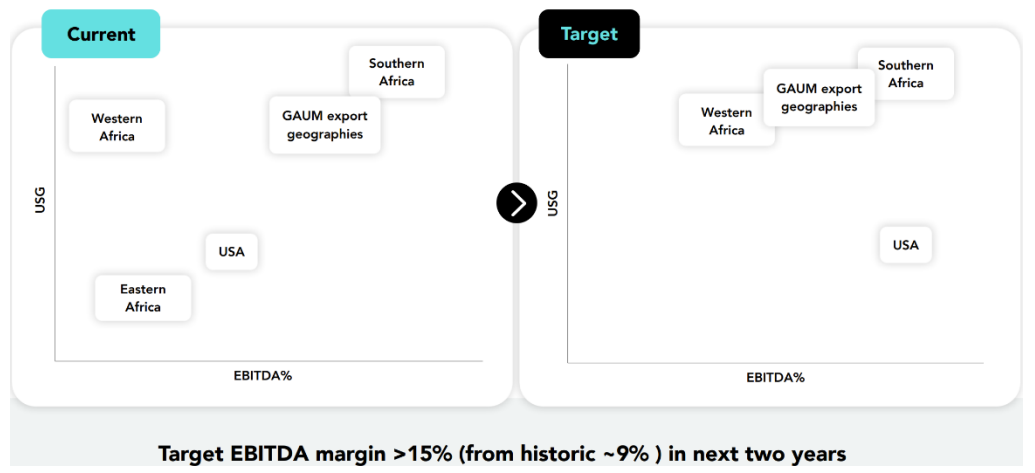 Current
Southern
Africa
Western
Africa
GAUM export
geographies
USG
USA
Eastern
Africa
EBITDA%
Target
Southern
Africa
GAUM export
geographies
Western
Africa
USG
USA
EBITDA%
Target EBITDA margin >15% (from historic ~9% ) in next two years